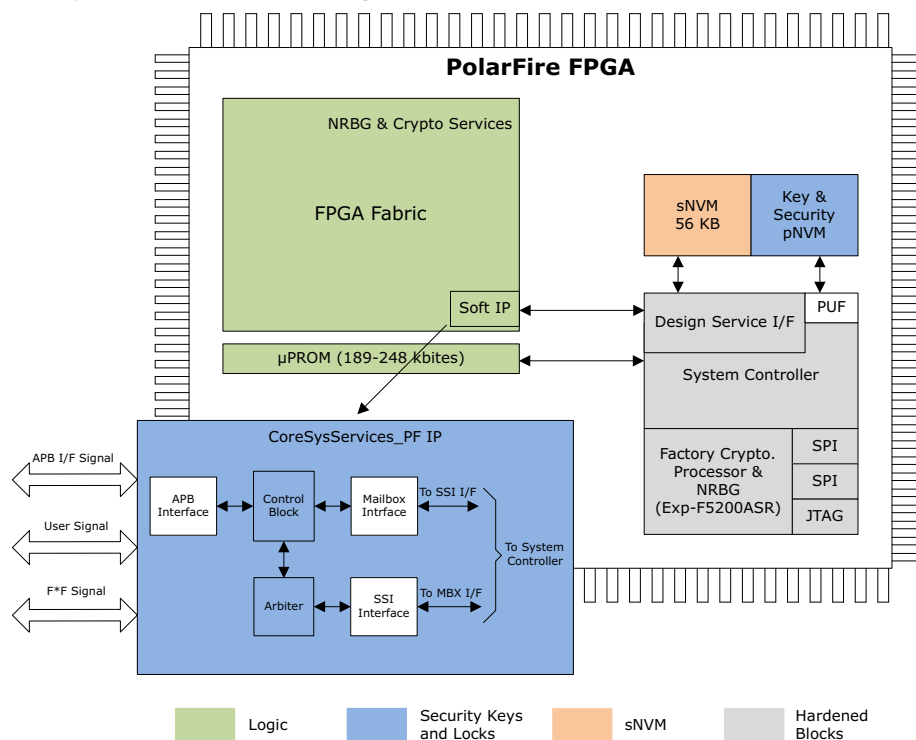 PolarFire FPGA
NRBG & Crypto Services
FPGA Fabric
Soft IP
µPROM (189-248 kbites)
sNVM
56 KB
Key &
Security
pNVM
Design Service I/F
PUF
System Controller
Factory Crypto.
Processor &
NRBG
(Exp-F5200ASR)
SPI
SPI
JTAG
CoreSysServices_PF IP
APB I/F Signal
User Signal
F*F Signal
APB
Interface
Control
Block
Mailbox
Intrface
To SSI I/F
To System
Controller
Arbiter
SSI
Interface
To MBX I/F
Logic
Security Keys
and Locks
sNVM
Hardened
Blocks